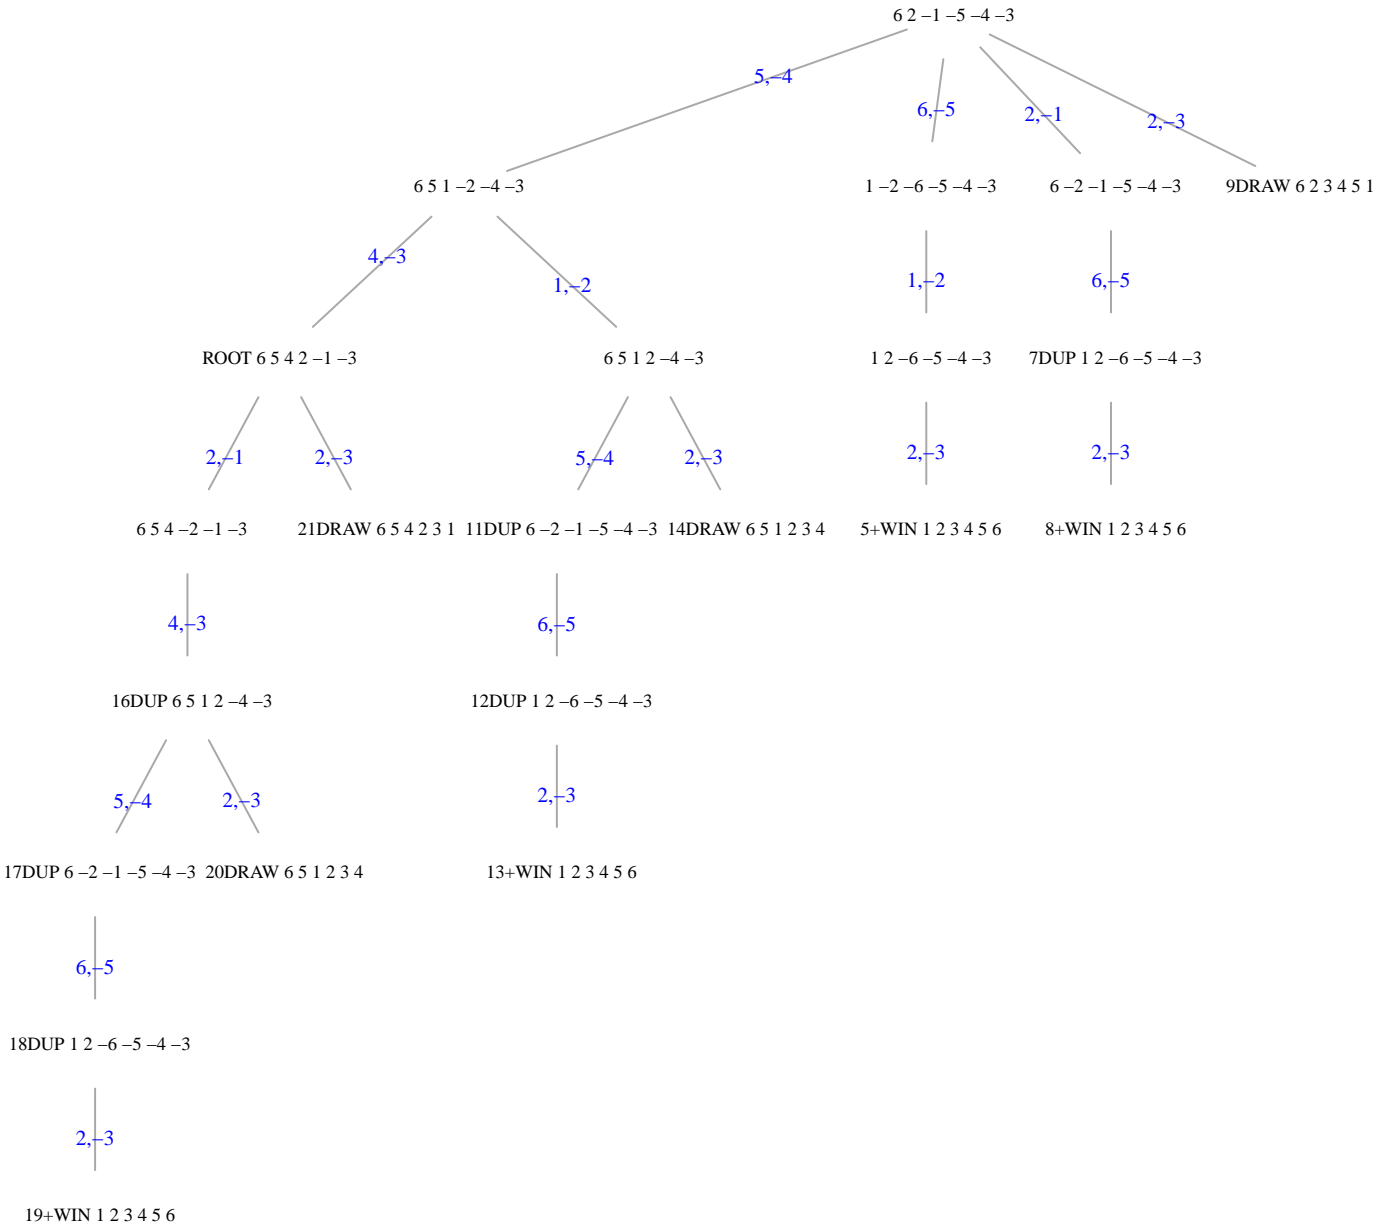 6 2 –1 –5 –4 –3
5,–4
6,–5
2,–1
2,–3
6 5 1 –2 –4 –3
1 –2 –6 –5 –4 –3
6 –2 –1 –5 –4 –3
9DRAW 6 2 3 4 5 1
4,–3
1,–2
1,–2
6,–5
ROOT 6 5 4 2 –1 –3
6 5 1 2 –4 –3
1 2 –6 –5 –4 –3
7DUP 1 2 –6 –5 –4 –3
2,–1
2,–3
5,–4
2,–3
2,–3
2,–3
6 5 4 –2 –1 –3
21DRAW 6 5 4 2 3 1
11DUP 6 –2 –1 –5 –4 –3
14DRAW 6 5 1 2 3 4
5+WIN 1 2 3 4 5 6
8+WIN 1 2 3 4 5 6
4,–3
6,–5
16DUP 6 5 1 2 –4 –3
12DUP 1 2 –6 –5 –4 –3
5,–4
2,–3
2,–3
17DUP 6 –2 –1 –5 –4 –3
20DRAW 6 5 1 2 3 4
13+WIN 1 2 3 4 5 6
6,–5
18DUP 1 2 –6 –5 –4 –3
2,–3
19+WIN 1 2 3 4 5 6